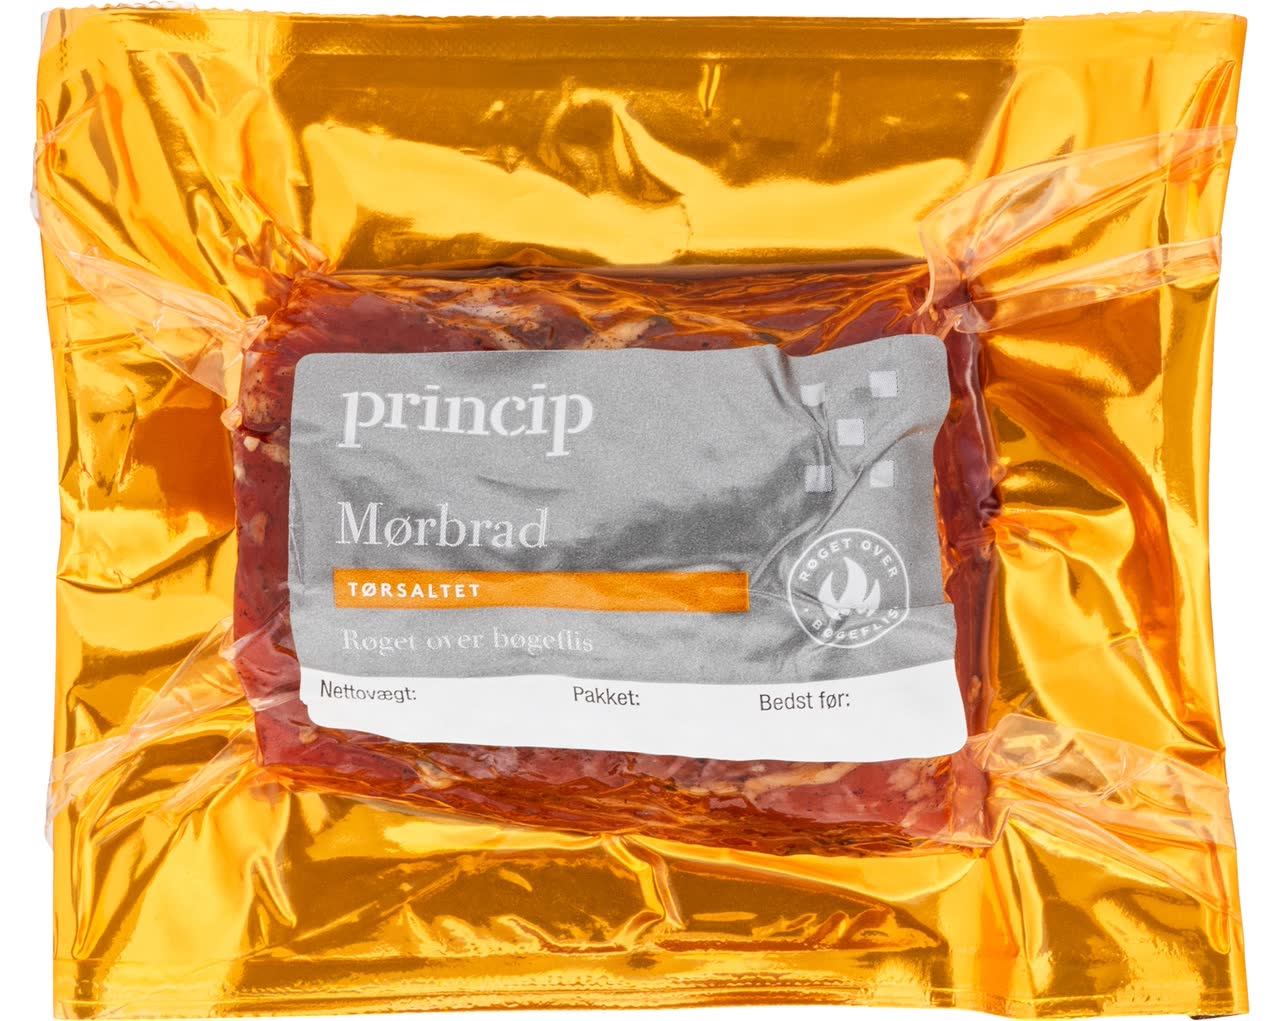 princip
Mørbrad
TØRSALTET
Røget over bøgeflis
RØGET OVER
BØGEFLIS
Nettovægt: Pakket: Bedst før: